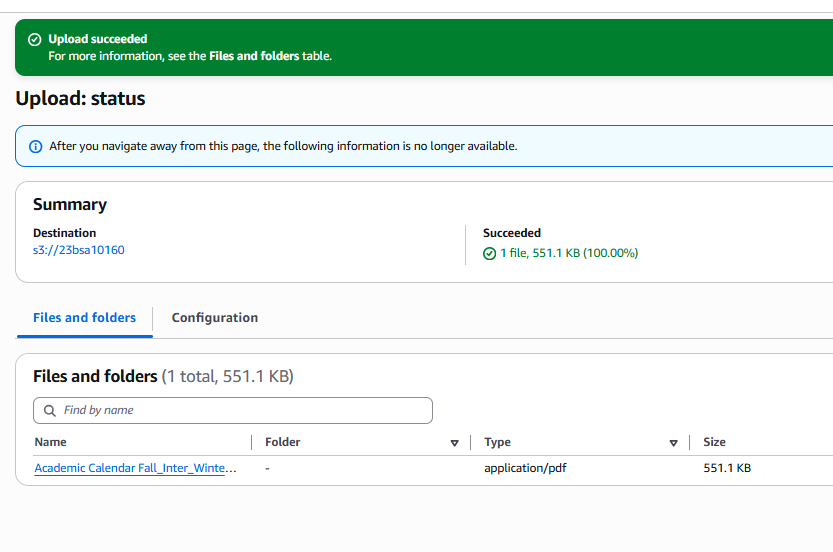 Upload succeeded
For more information, see the Files and folders table.
Upload: status
After you navigate away from this page, the following information is no longer available.
Summary
Destination
s3://23bsa10160
Succeeded
1 file, 551.1 KB (100.00%)
Files and folders
Configuration
Files and folders (1 total, 551.1 KB)
Find by name
Name Folder Type Size
Academic Calendar Fall_Inter_Winte... - application/pdf 551.1 KB